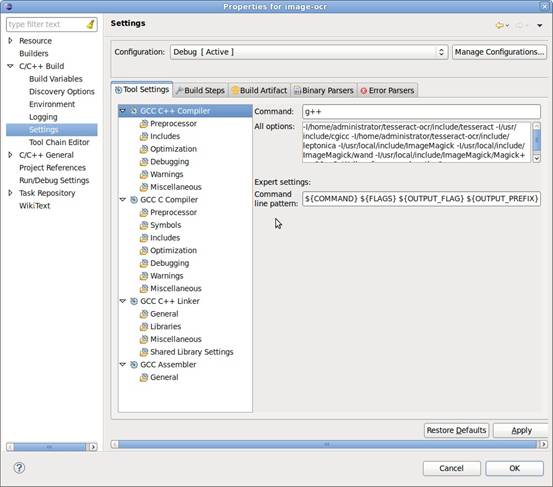 Properties for image-ocr
type filter text
Resource
Builders
C/C++ Build
Build Variables
Discovery Options
Environment
Logging
Settings
Tool Chain Editor
C/C++ General
Project References
Run/Debug Settings
Task Repository
WikiText
Settings
Configuration: Debug [ Active ] Manage Configurations...
Tool Settings Build Steps Build Artifact Binary Parsers Error Parsers
GCC C++ Compiler
Preprocessor
Includes
Optimization
Debugging
Warnings
Miscellaneous
GCC C Compiler
Preprocessor
Symbols
Includes
Optimization
Debugging
Warnings
Miscellaneous
GCC C++ Linker
General
Libraries
Miscellaneous
Shared Library Settings
GCC Assembler
General
Command: g++
All options: -I/home/administrator/tesseract-ocr/include/tesseract -I/usr/
include/cgicc -I/home/administrator/tesseract-ocr/include/
leptonica -I/usr/local/include/ImageMagick -I/usr/local/include/
ImageMagick/wand -I/usr/local/include/ImageMagick/Magick+
Expert settings:
Command
line pattern: ${COMMAND} ${FLAGS} ${OUTPUT_FLAG} ${OUTPUT_PREFIX}
Restore Defaults Apply
Cancel OK